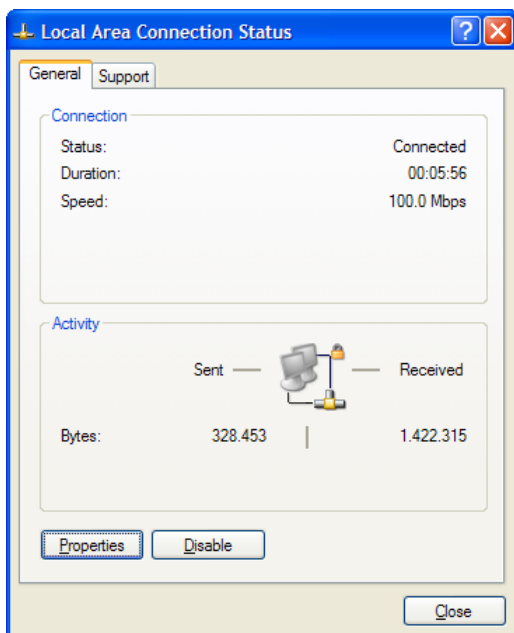 Local Area Connection Status
General Support
Connection
Status: Connected
Duration: 00:05:56
Speed: 100.0 Mbps
Activity
Sent — — Received
Bytes: 328.453 | 1.422.315
Properties Disable
Close